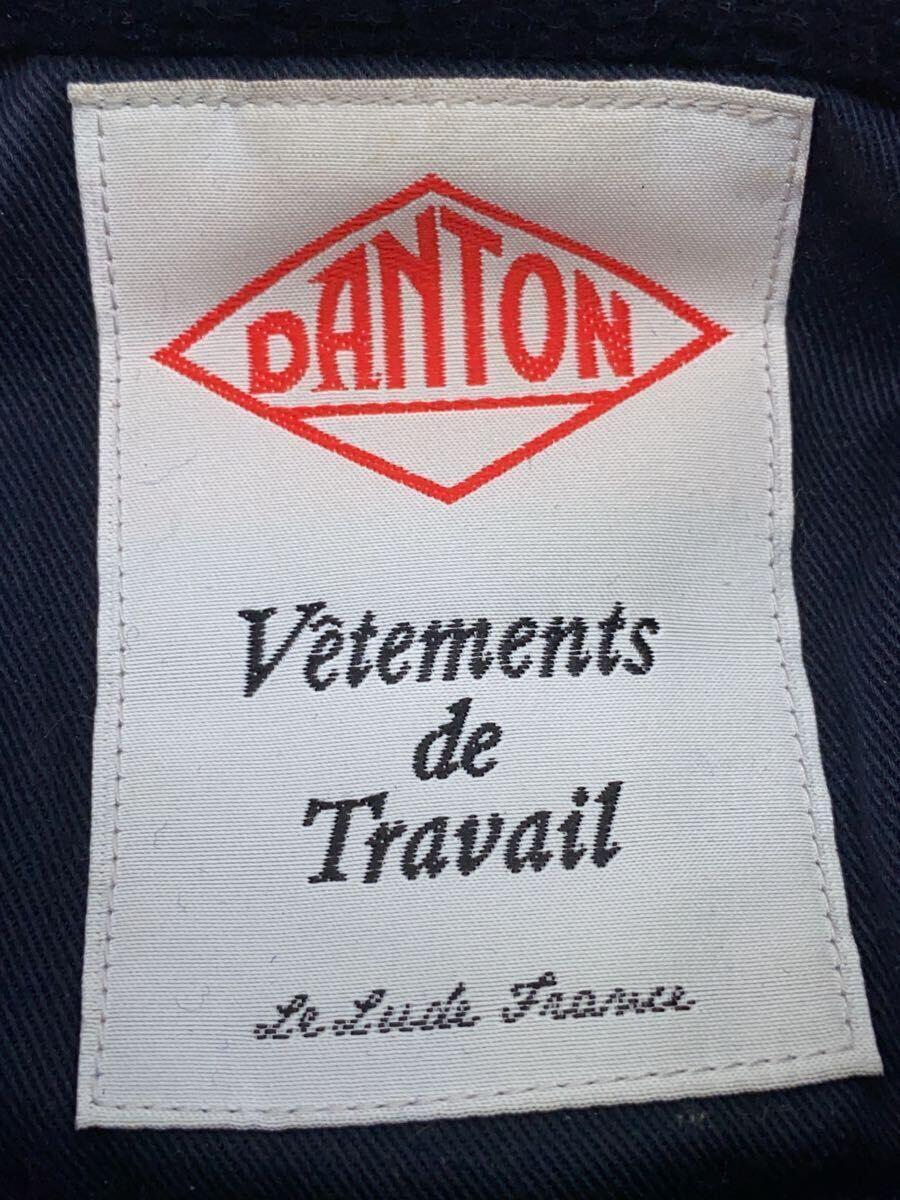 DANTON
Vêtements
de
Travail
Le Lude France